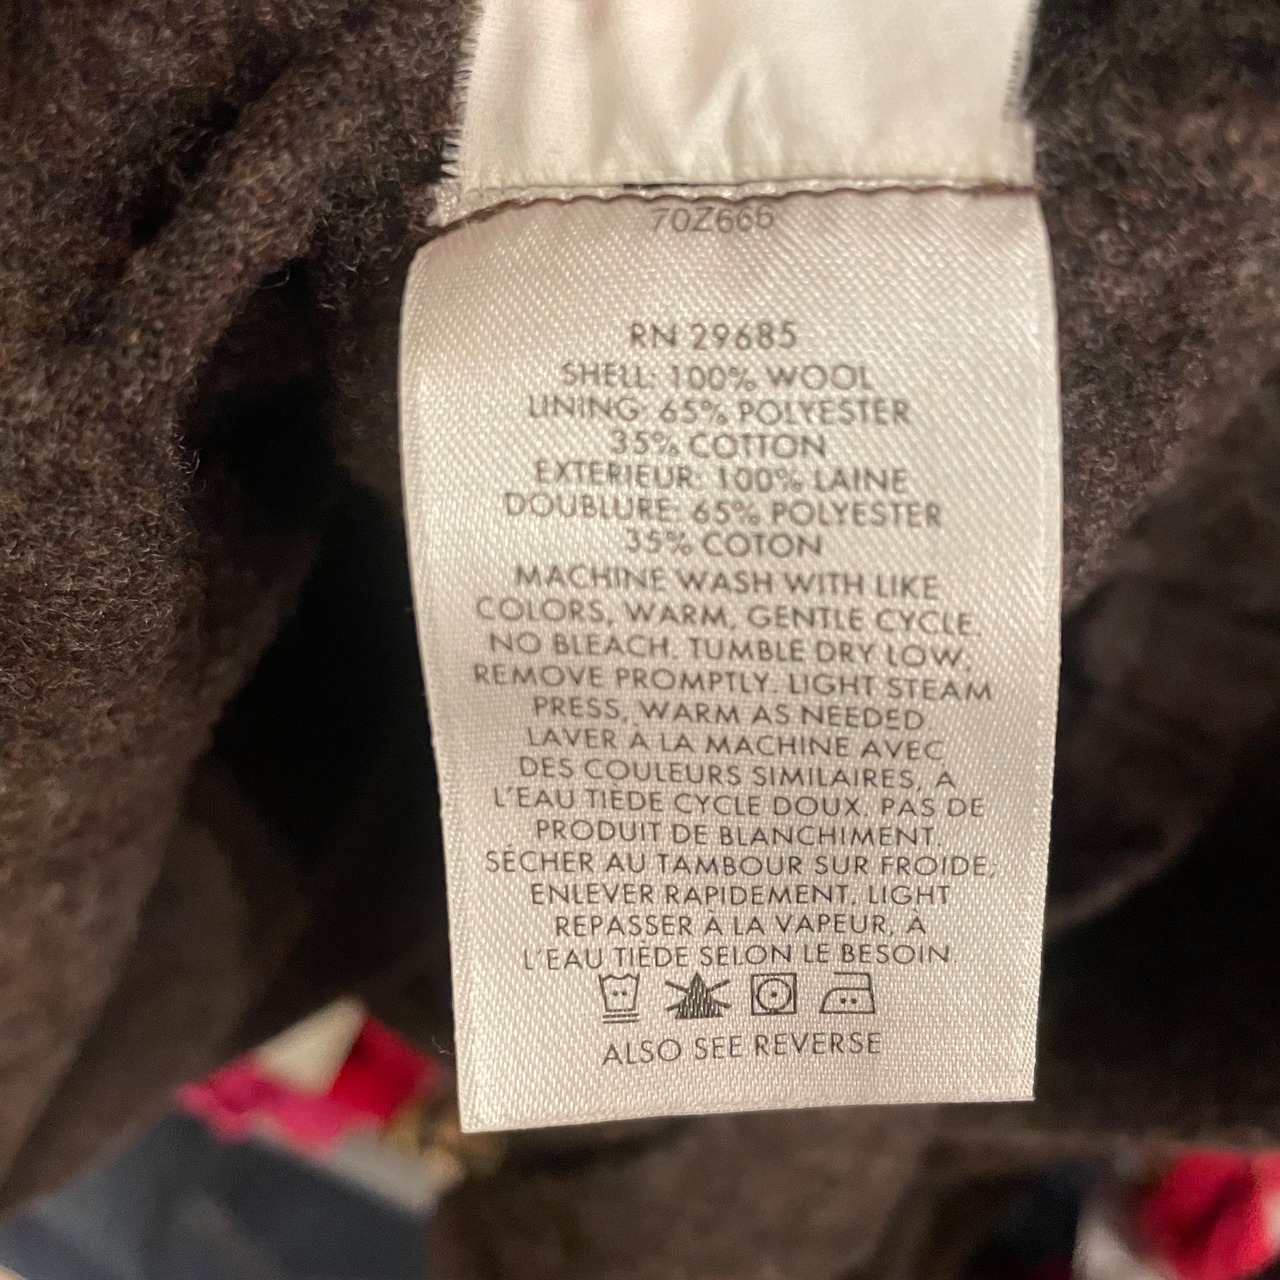 70Z666
RN 29685
SHELL: 100% WOOL
LINING: 65% POLYESTER
35% COTTON
EXTERIEUR: 100% LAINE
DOUBLURE: 65% POLYESTER
35% COTON
MACHINE WASH WITH LIKE
COLORS, WARM, GENTLE CYCLE.
NO BLEACH. TUMBLE DRY LOW,
REMOVE PROMPTLY. LIGHT STEAM
PRESS, WARM AS NEEDED
LAVER À LA MACHINE AVEC
DES COULEURS SIMILAIRES, A
L'EAU TIEDE CYCLE DOUX. PAS DE
PRODUIT DE BLANCHIMENT.
SÉCHER AU TAMBOUR SUR FROIDE,
ENLEVER RAPIDEMENT. LIGHT
REPASSER À LA VAPEUR, À
L'EAU TIÈDE SELON LE BESOIN.
ALSO SEE REVERSE